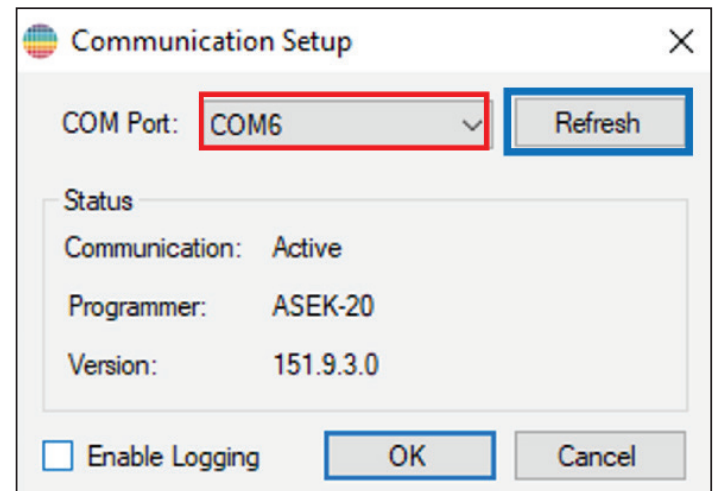 Communication Setup
COM Port: COM6 Refresh
Status
Communication: Active
Programmer: ASEK-20
Version: 151.9.3.0
Enable Logging OK Cancel